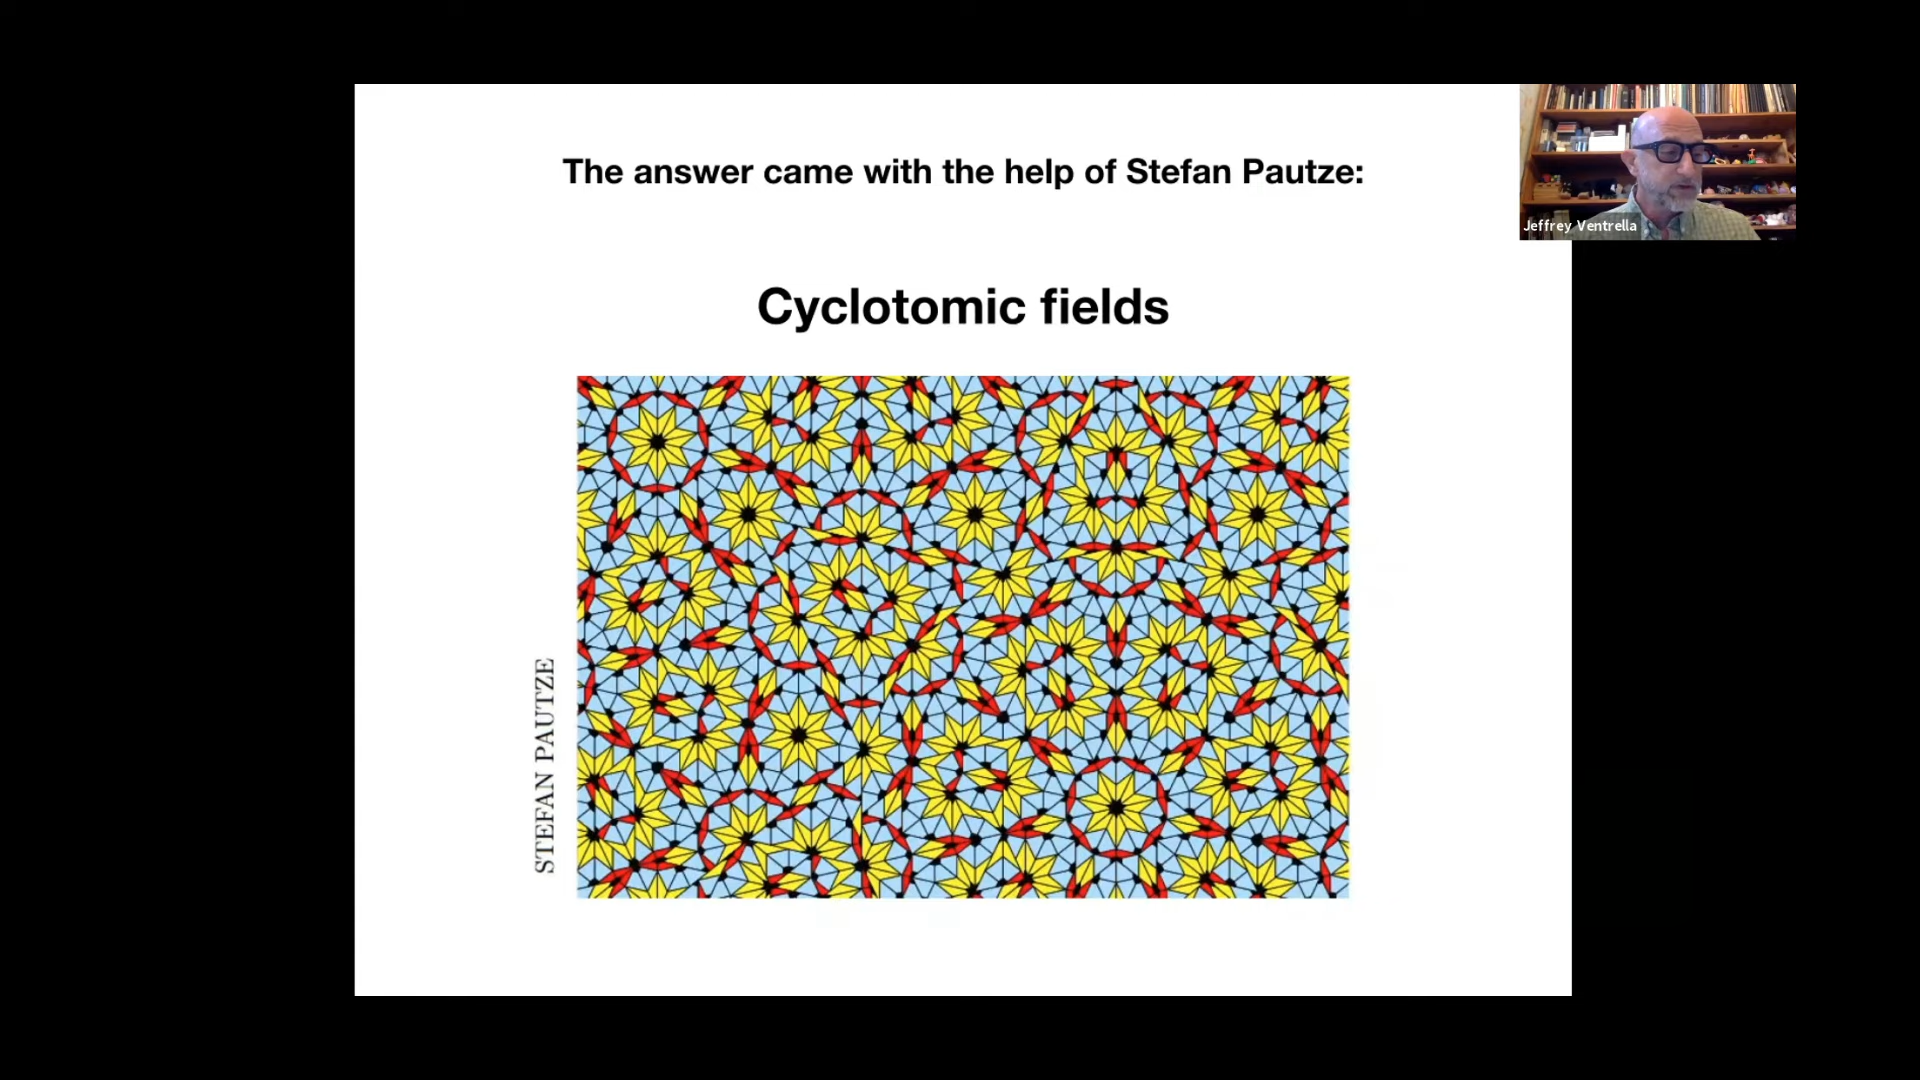 The answer came with the help of Stefan Pautze:
Jeffrey Ventrella
Cyclotomic fields
STEFAN PAUTZE